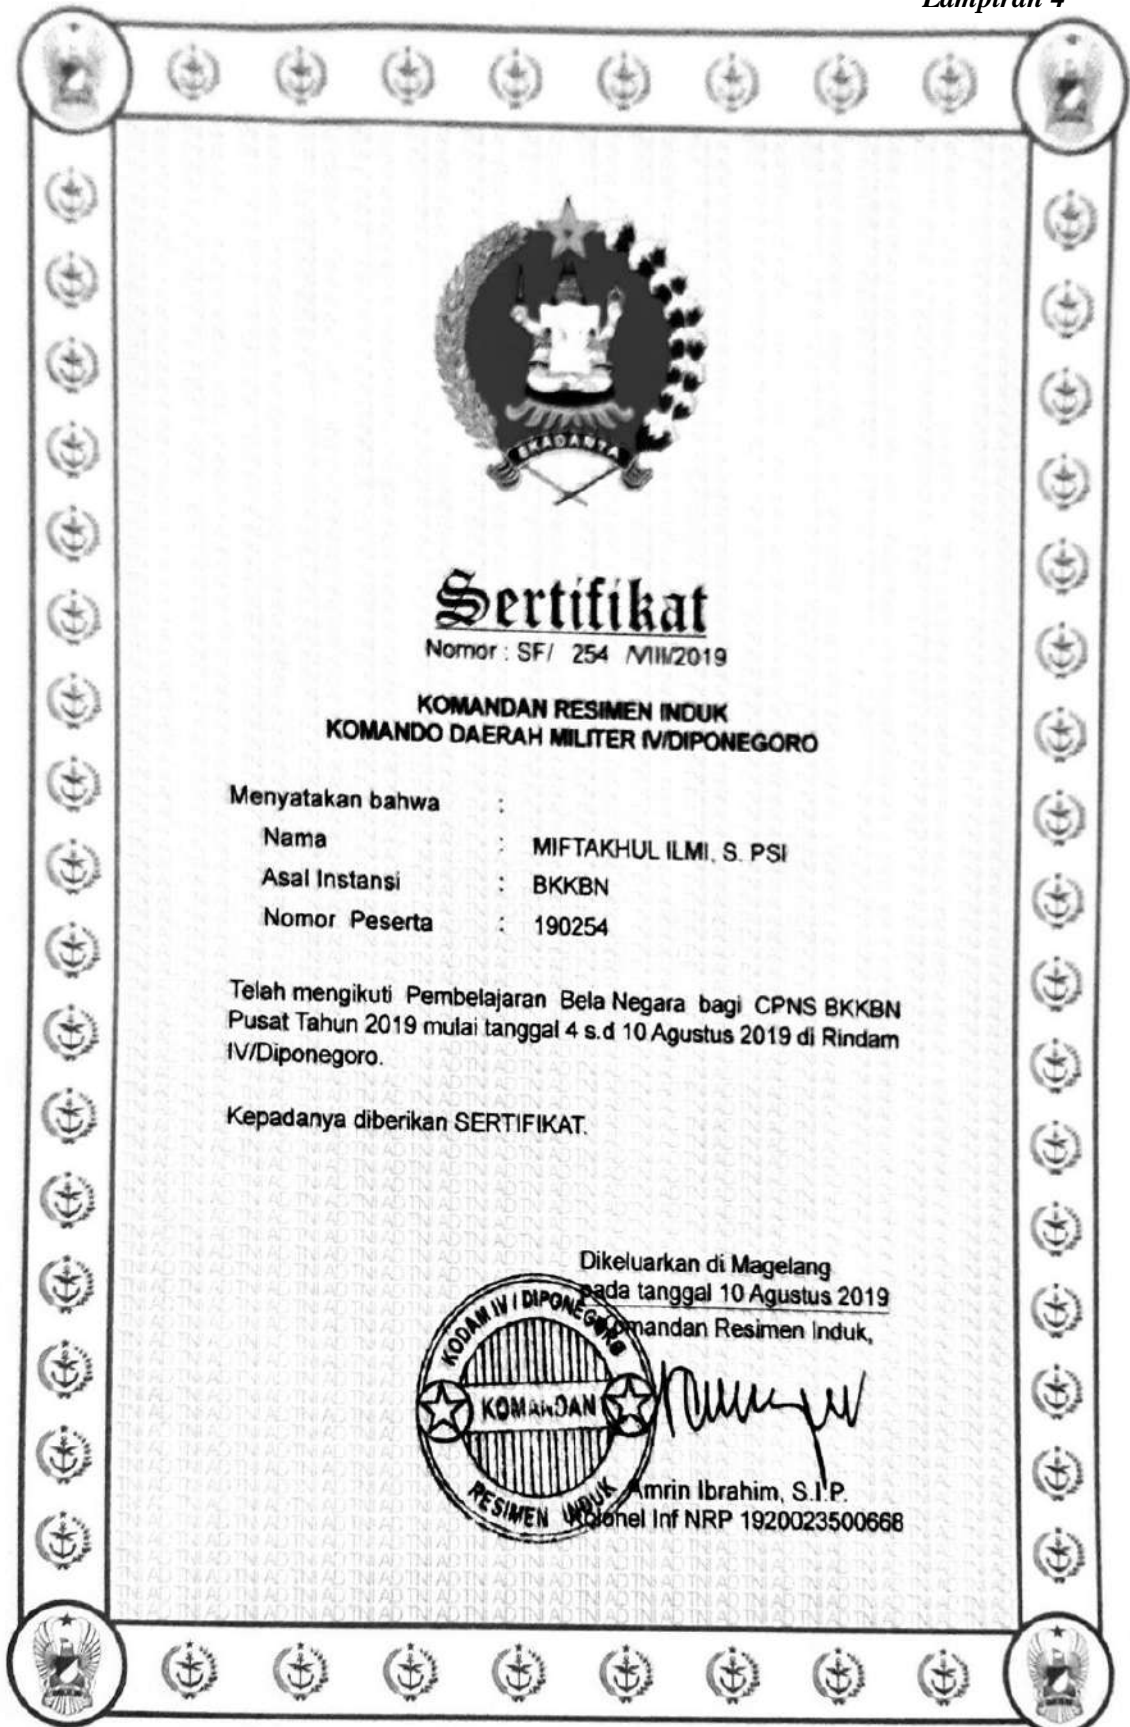 Lampiran 4
EKADANTA
Sertifikat
Nomor : SF/ 254 /VIII/2019
KOMANDAN RESIMEN INDUK
KOMANDO DAERAH MILITER IV/DIPONEGORO
Menyatakan bahwa :
Nama : MIFTAKHUL ILMI, S. PSI
Asal Instansi : BKKBN
Nomor Peserta : 190254
Telah mengikuti Pembelajaran Bela Negara bagi CPNS BKKBN
Pusat Tahun 2019 mulai tanggal 4 s.d 10 Agustus 2019 di Rindam
IV/Diponegoro.
Kepadanya diberikan SERTIFIKAT.
Dikeluarkan di Magelang
pada tanggal 10 Agustus 2019
Komandan Resimen Induk,
KODAM IV / DIPONEGORO
KOMANDAN
RESIMEN INDUK
Amrin Ibrahim, S.I.P.
Kolonel Inf NRP 1920023500668